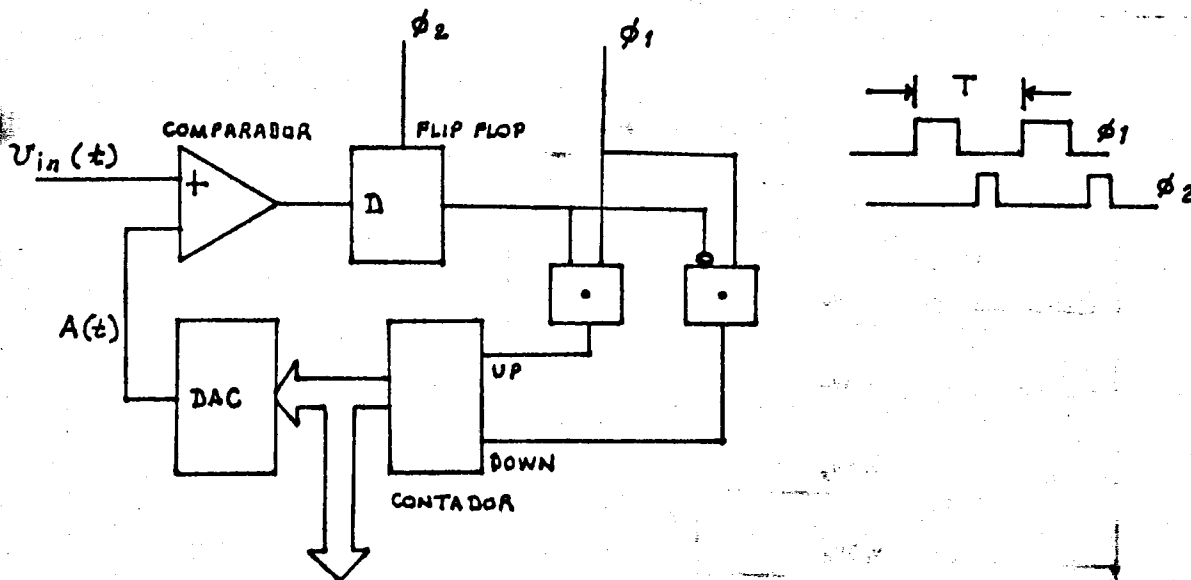 ϕ2
ϕ1
T
COMPARADOR
FLIP FLOP
ϕ1
Vin (t)
+
D
ϕ2
•
•
A(t)
DAC
UP
DOWN
CONTADOR